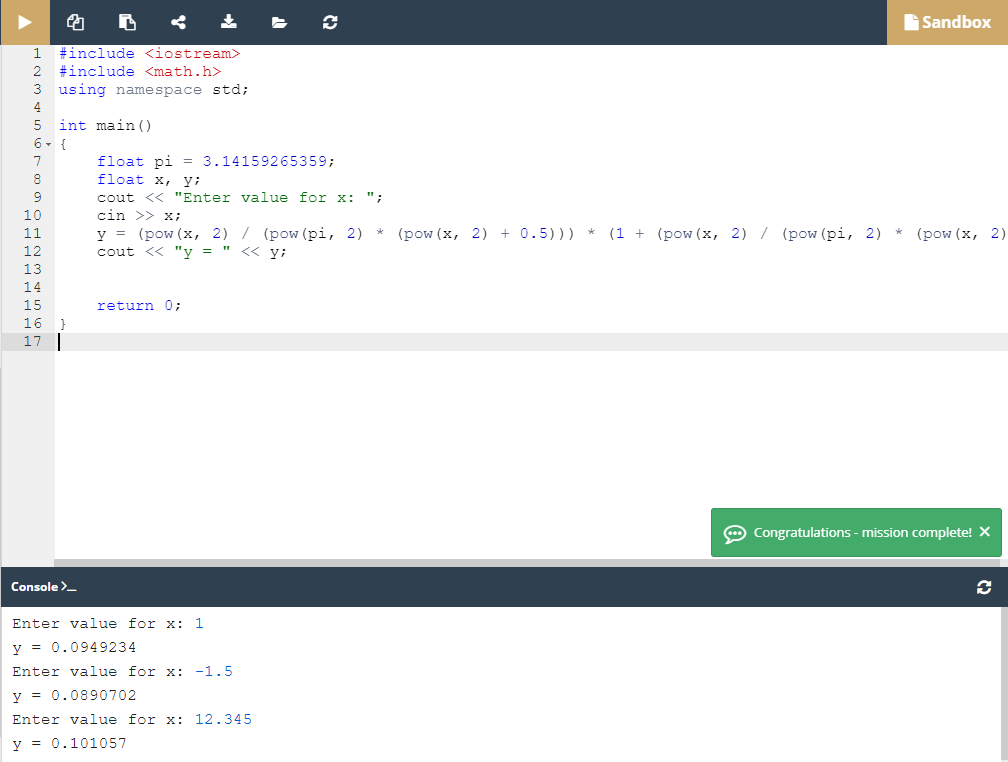 Sandbox
1 #include <iostream>
2 #include <math.h>
3 using namespace std;
4
5 int main()
6 {
7 float pi = 3.14159265359;
8 float x, y;
9 cout << "Enter value for x: ";
10 cin >> x;
11 y = (pow(x, 2) / (pow(pi, 2) * (pow(x, 2) + 0.5))) * (1 + (pow(x, 2) / (pow(pi, 2) * (pow(x, 2)
12 cout << "y = " << y;
13
14
15 return 0;
16 }
17
Congratulations - mission complete! ×
Console >_
Enter value for x: 1
y = 0.0949234
Enter value for x: -1.5
y = 0.0890702
Enter value for x: 12.345
y = 0.101057